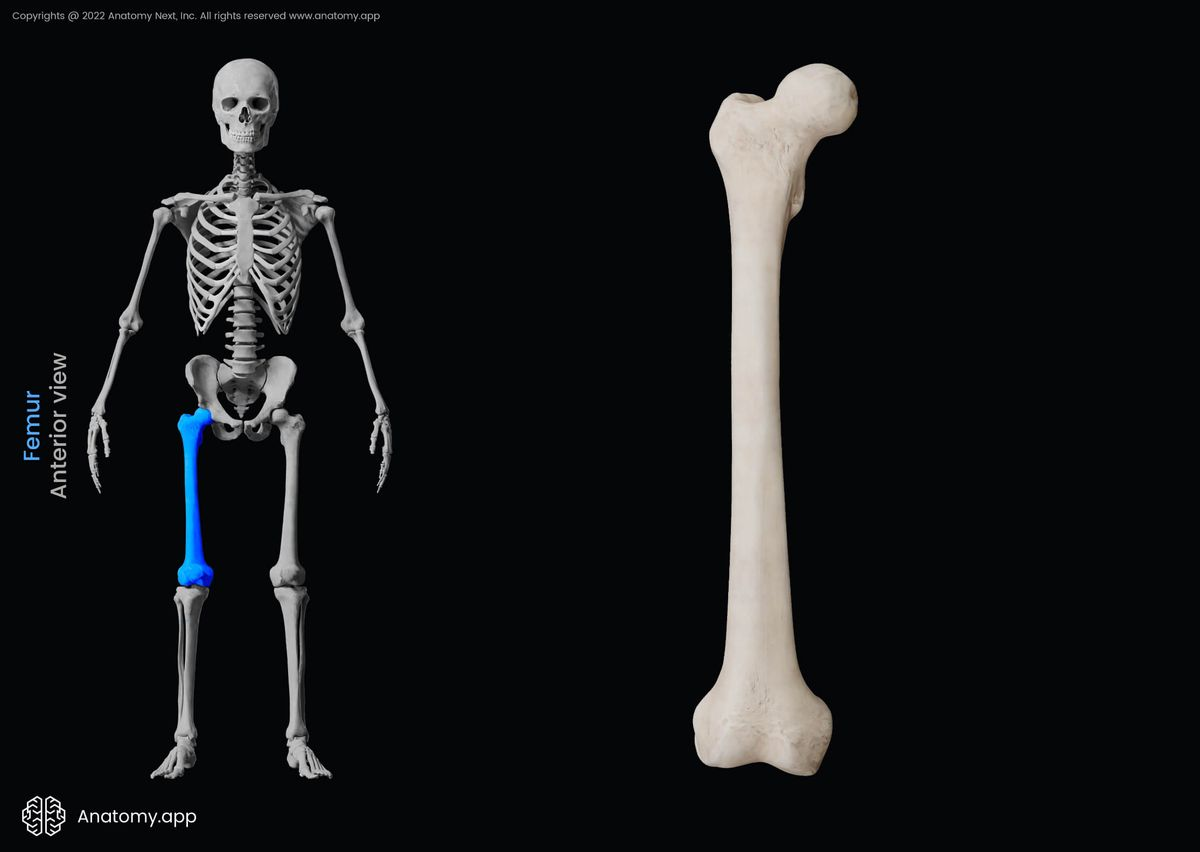 Copyrights @ 2022 Anatomy Next, Inc. All rights reserved www.anatomy.app
Femur
Anterior view
Anatomy.app